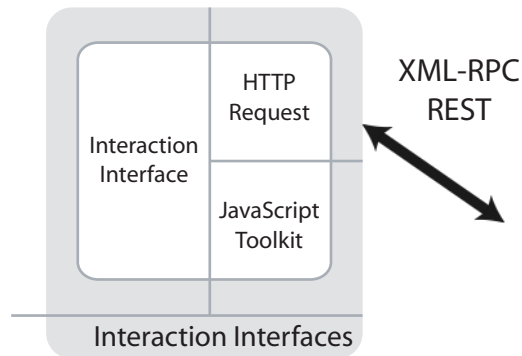 Interaction
Interface
HTTP
Request
JavaScript
Toolkit
Interaction Interfaces
XML-RPC
REST